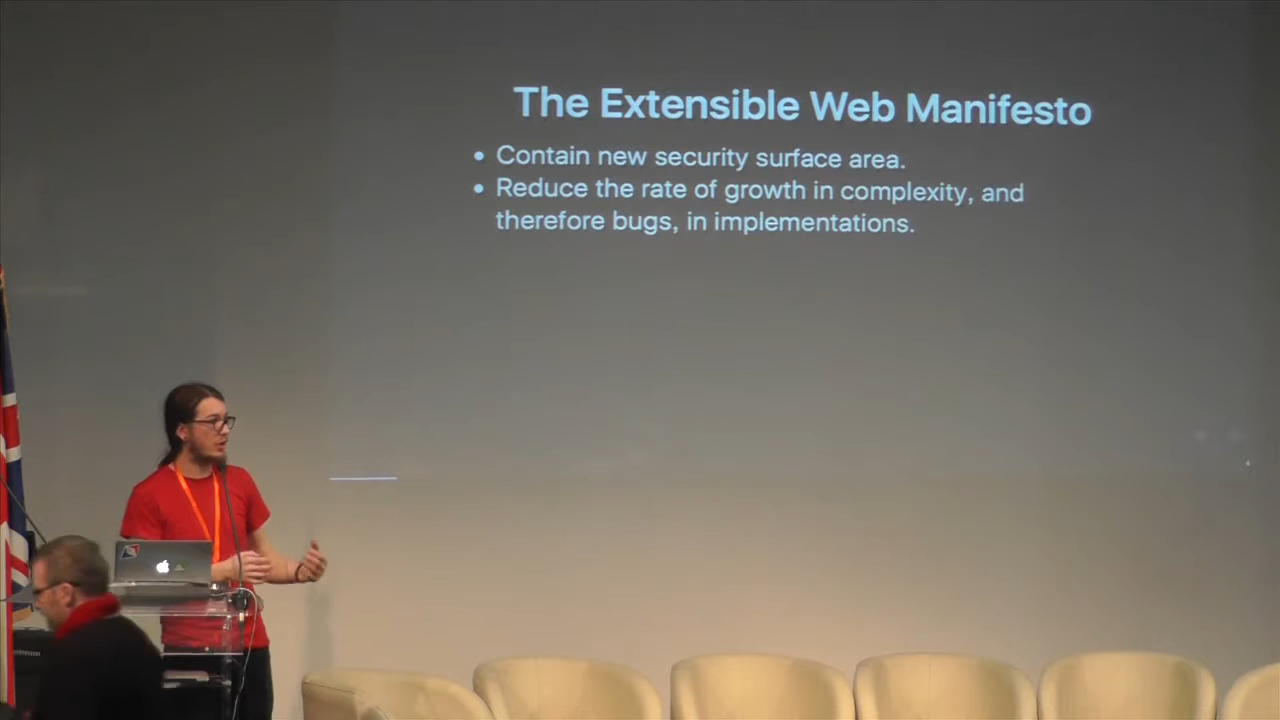 The Extensible Web Manifesto
• Contain new security surface area.
• Reduce the rate of growth in complexity, and
therefore bugs, in implementations.